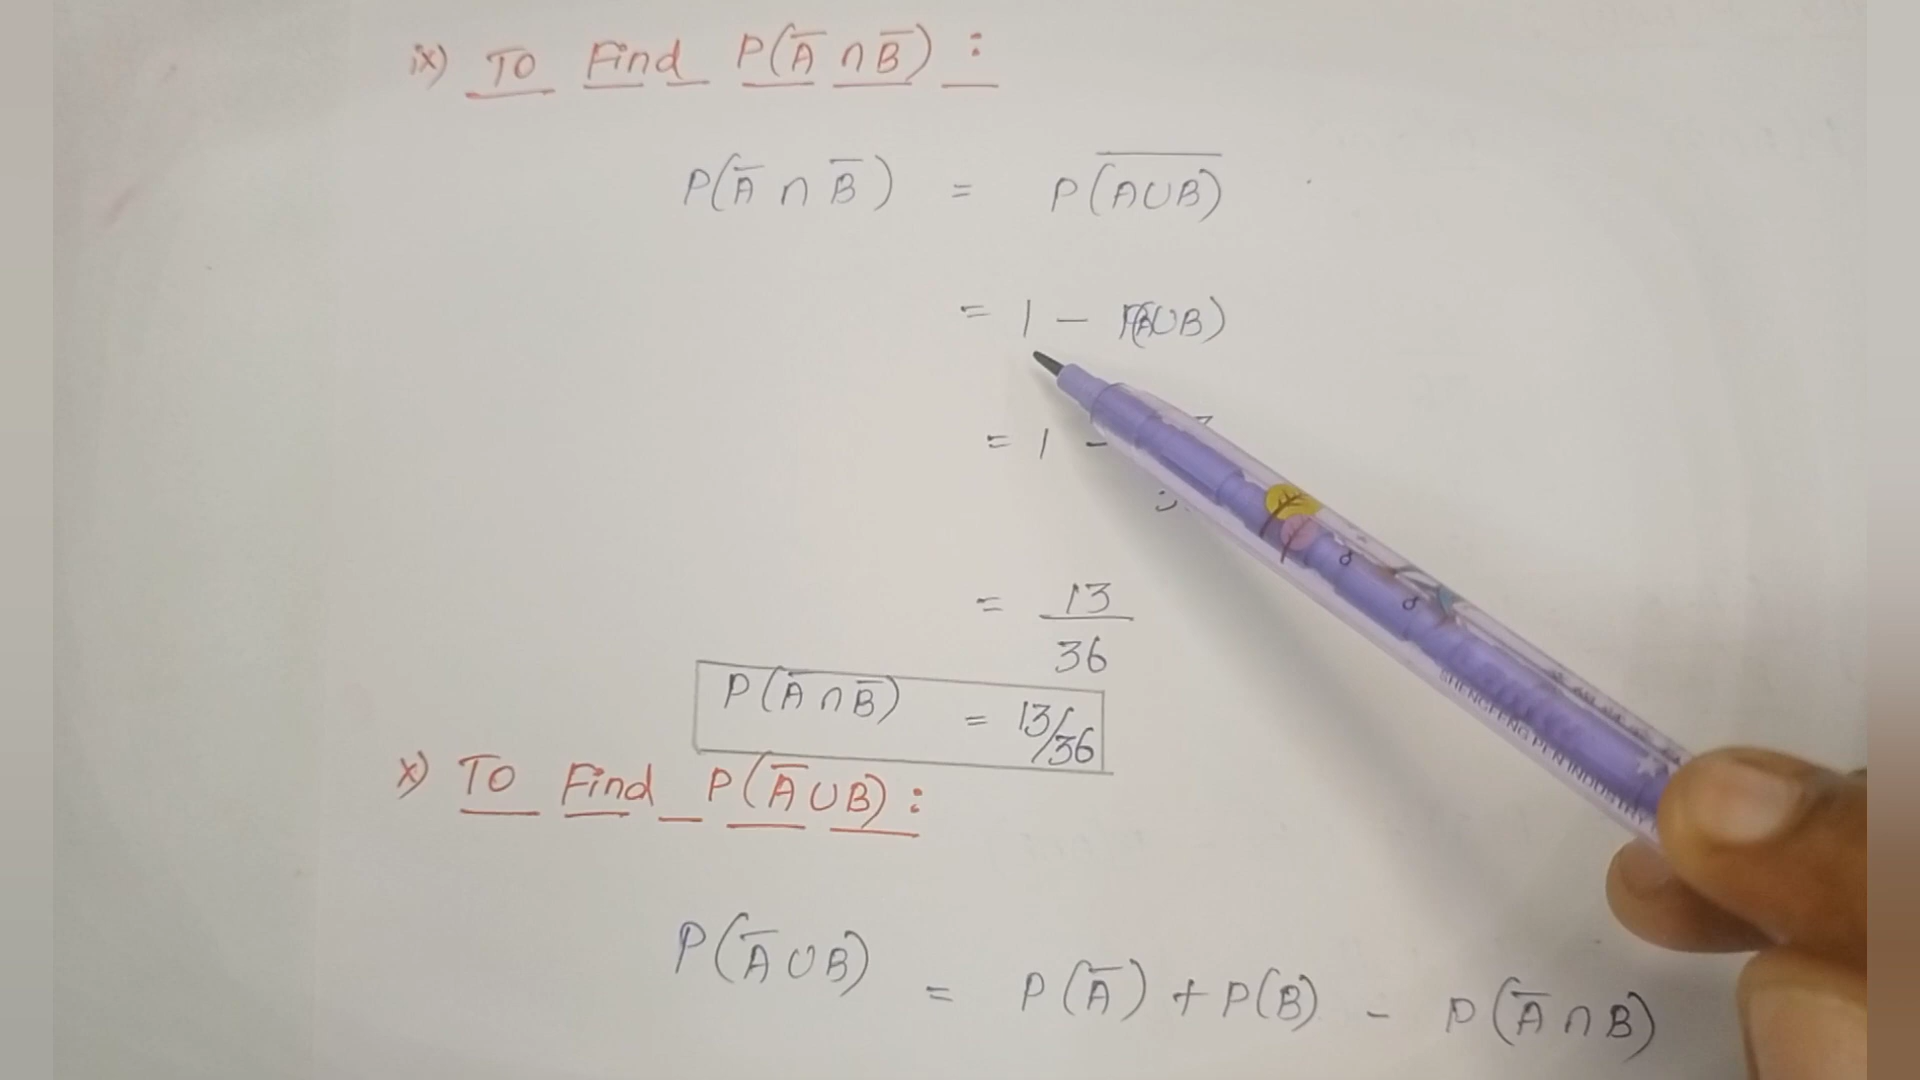 ix) To Find P(A̅ ∩ B̅) :
P(A̅ ∩ B̅) = P(A̅∪̅B̅)
= 1 - P(A∪B)
= 1 -
= 13/36
P(A̅ ∩ B̅) = 13/36
x) To Find P(A̅ ∪ B) :
P(A̅ ∪ B) = P(A̅) + P(B) - P(A̅ ∩ B)